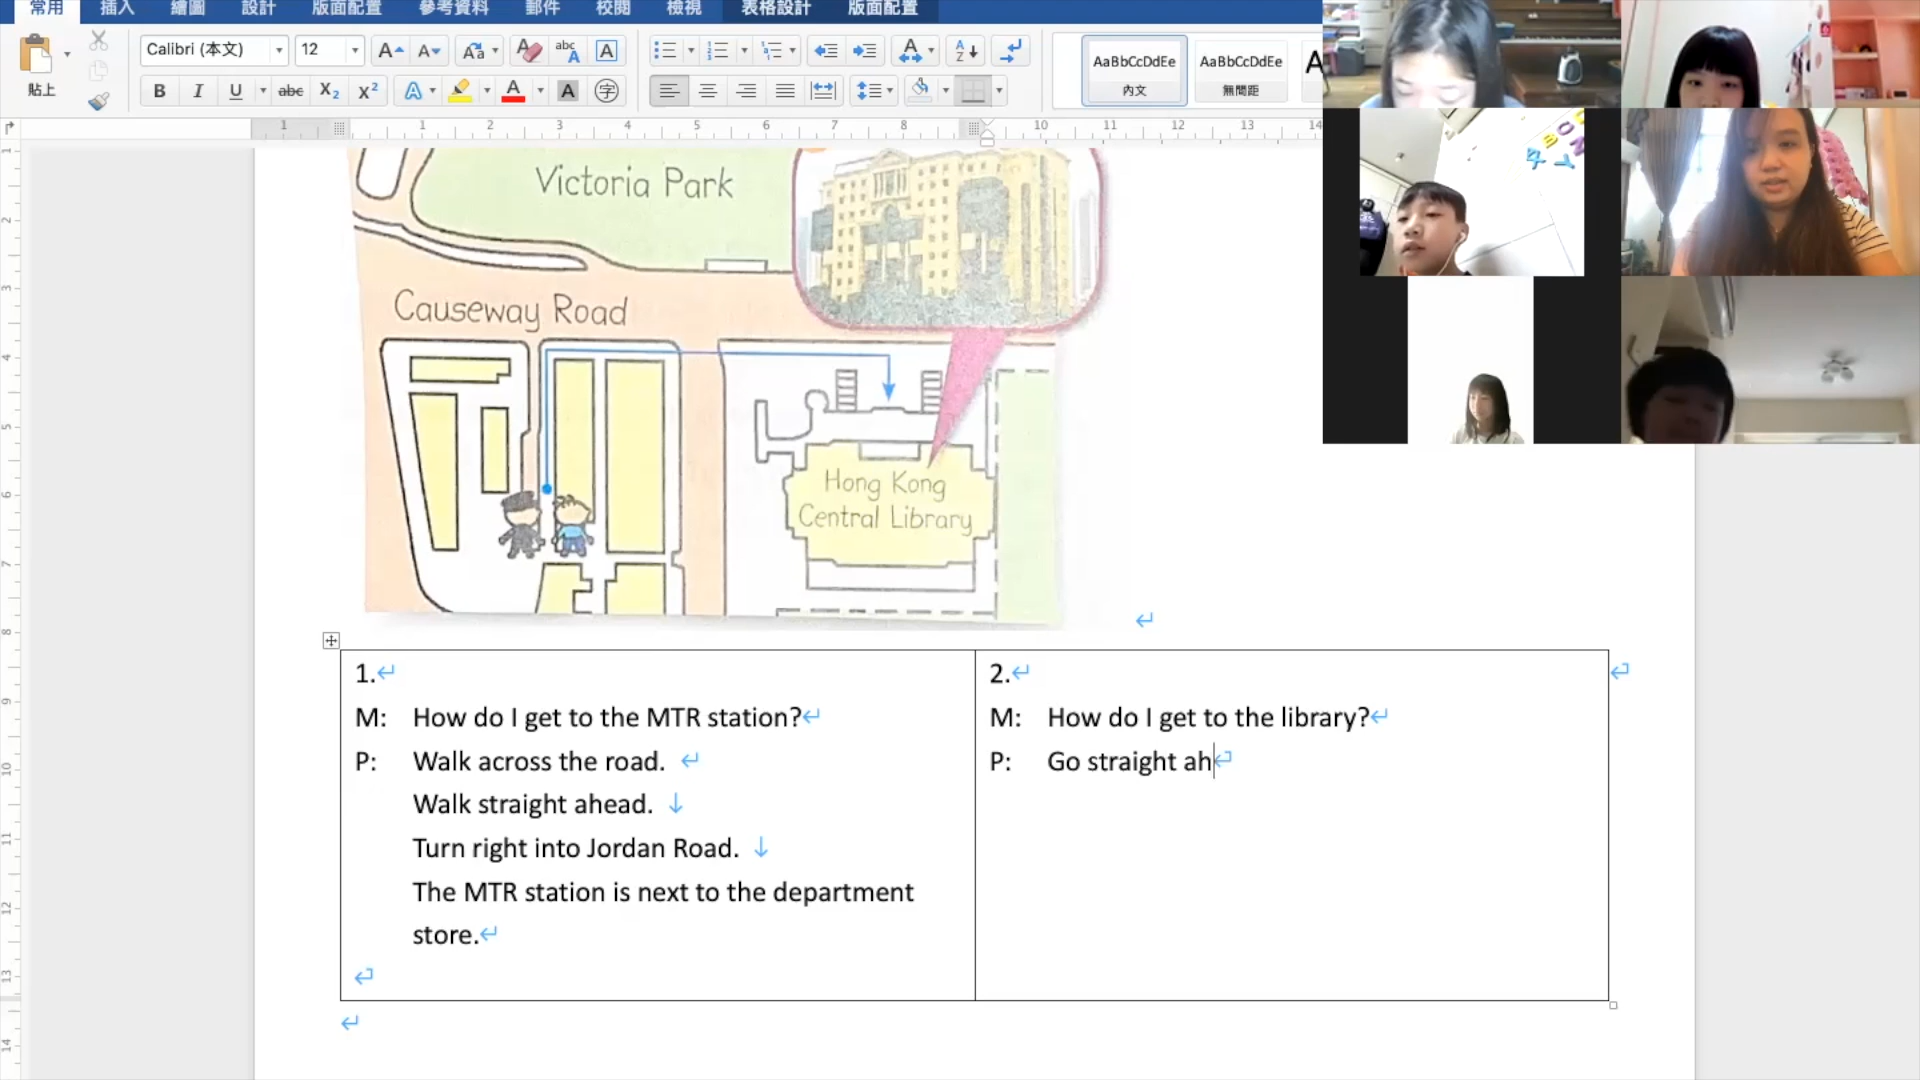 常用 插入 繪圖 設計 版面配置 參考資料 郵件 校閱 檢視 表格設計 版面配置
Calibri (本文) 12
貼上
AaBbCcDdEe AaBbCcDdEe
內文 無間距
Victoria Park
Causeway Road
Hong Kong
Central Library
1.
M: How do I get to the MTR station?
P: Walk across the road.
Walk straight ahead.
Turn right into Jordan Road.
The MTR station is next to the department
store.
2.
M: How do I get to the library?
P: Go straight ah